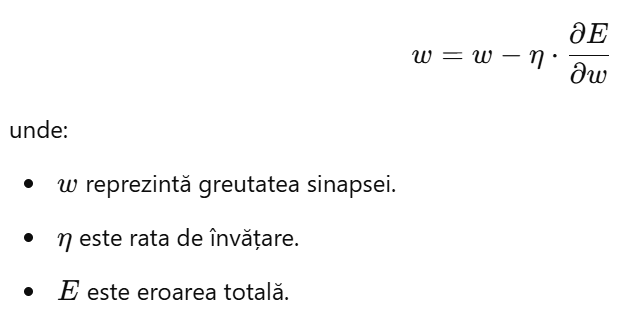 w = w − η · ∂E/∂w
unde:
• w reprezintă greutatea sinapsei.
• η este rata de învățare.
• E este eroarea totală.